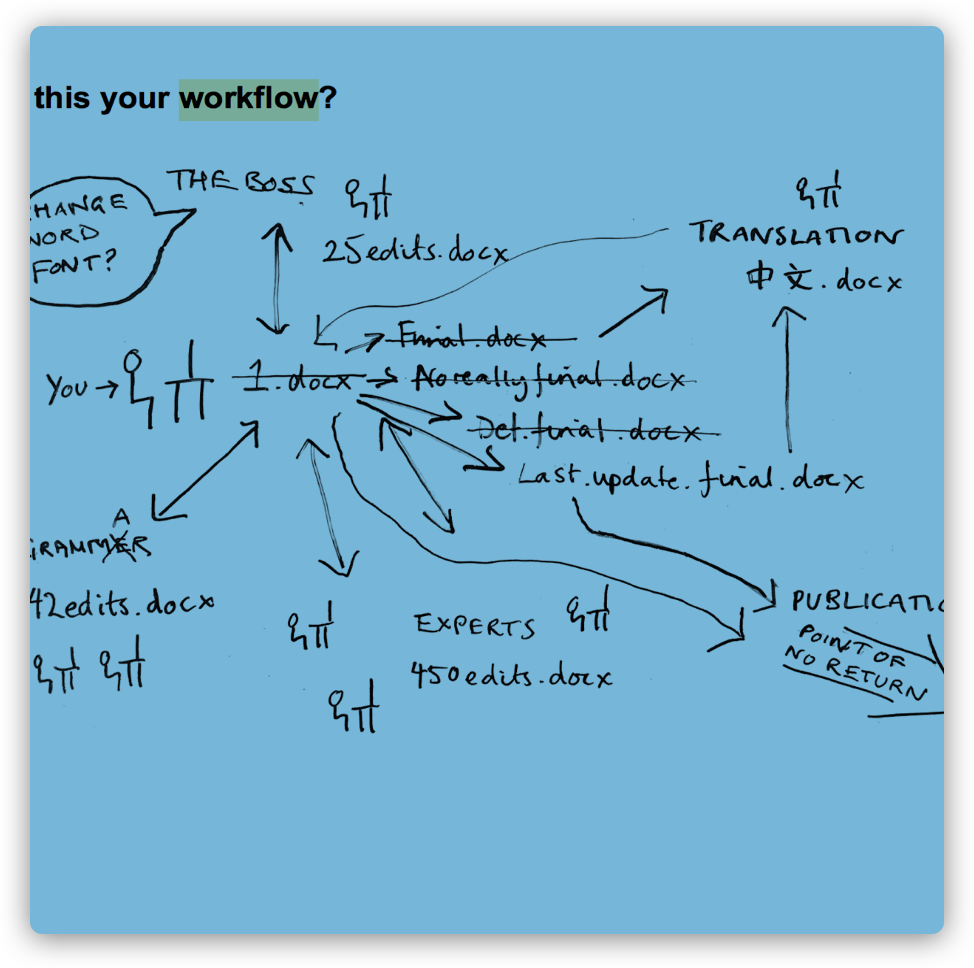 this your workflow?
THE BOSS
HANGE
WORD
FONT?
25edits.docx
TRANSLATION
中文.docx
Final.docx
You → 1.docx
No really final.docx
Det.final.docx
Last.update.final.docx
A
GRAMMER
42edits.docx
EXPERTS
450edits.docx
PUBLICATIO
POINT OF
NO RETURN